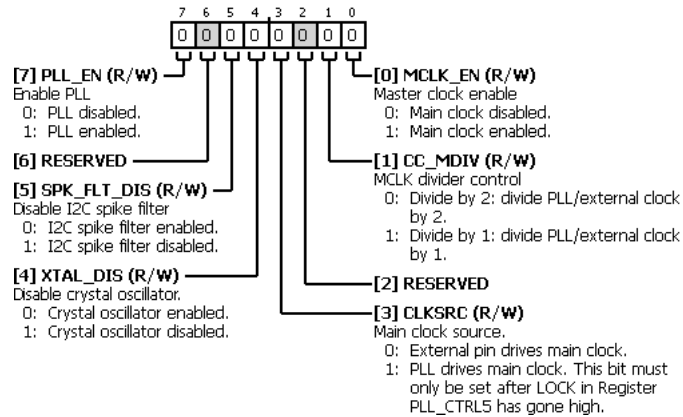 7 6 5 4 3 2 1 0
0 0 0 0 0 0 0 0
[7] PLL_EN (R/W)
Enable PLL
0: PLL disabled.
1: PLL enabled.
[6] RESERVED
[5] SPK_FLT_DIS (R/W)
Disable I2C spike filter
0: I2C spike filter enabled.
1: I2C spike filter disabled.
[4] XTAL_DIS (R/W)
Disable crystal oscillator.
0: Crystal oscillator enabled.
1: Crystal oscillator disabled.
[0] MCLK_EN (R/W)
Master clock enable
0: Main clock disabled.
1: Main clock enabled.
[1] CC_MDIV (R/W)
MCLK divider control
0: Divide by 2: divide PLL/external clock
by 2.
1: Divide by 1: divide PLL/external clock
by 1.
[2] RESERVED
[3] CLKSRC (R/W)
Main clock source.
0: External pin drives main clock.
1: PLL drives main clock. This bit must
only be set after LOCK in Register
PLL_CTRL5 has gone high.